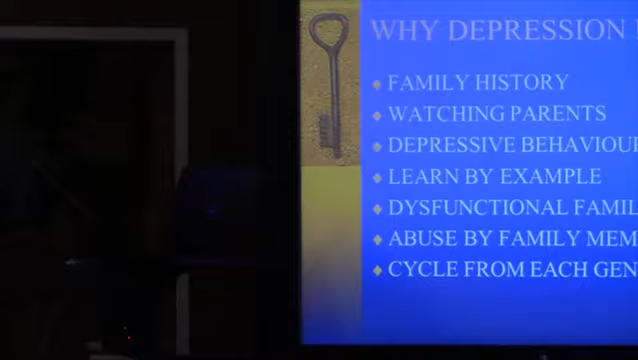 WHY DEPRESSION
FAMILY HISTORY
WATCHING PARENTS
DEPRESSIVE BEHAVIOUR
LEARN BY EXAMPLE
DYSFUNCTIONAL FAMIL
ABUSE BY FAMILY MEM
CYCLE FROM EACH GEN